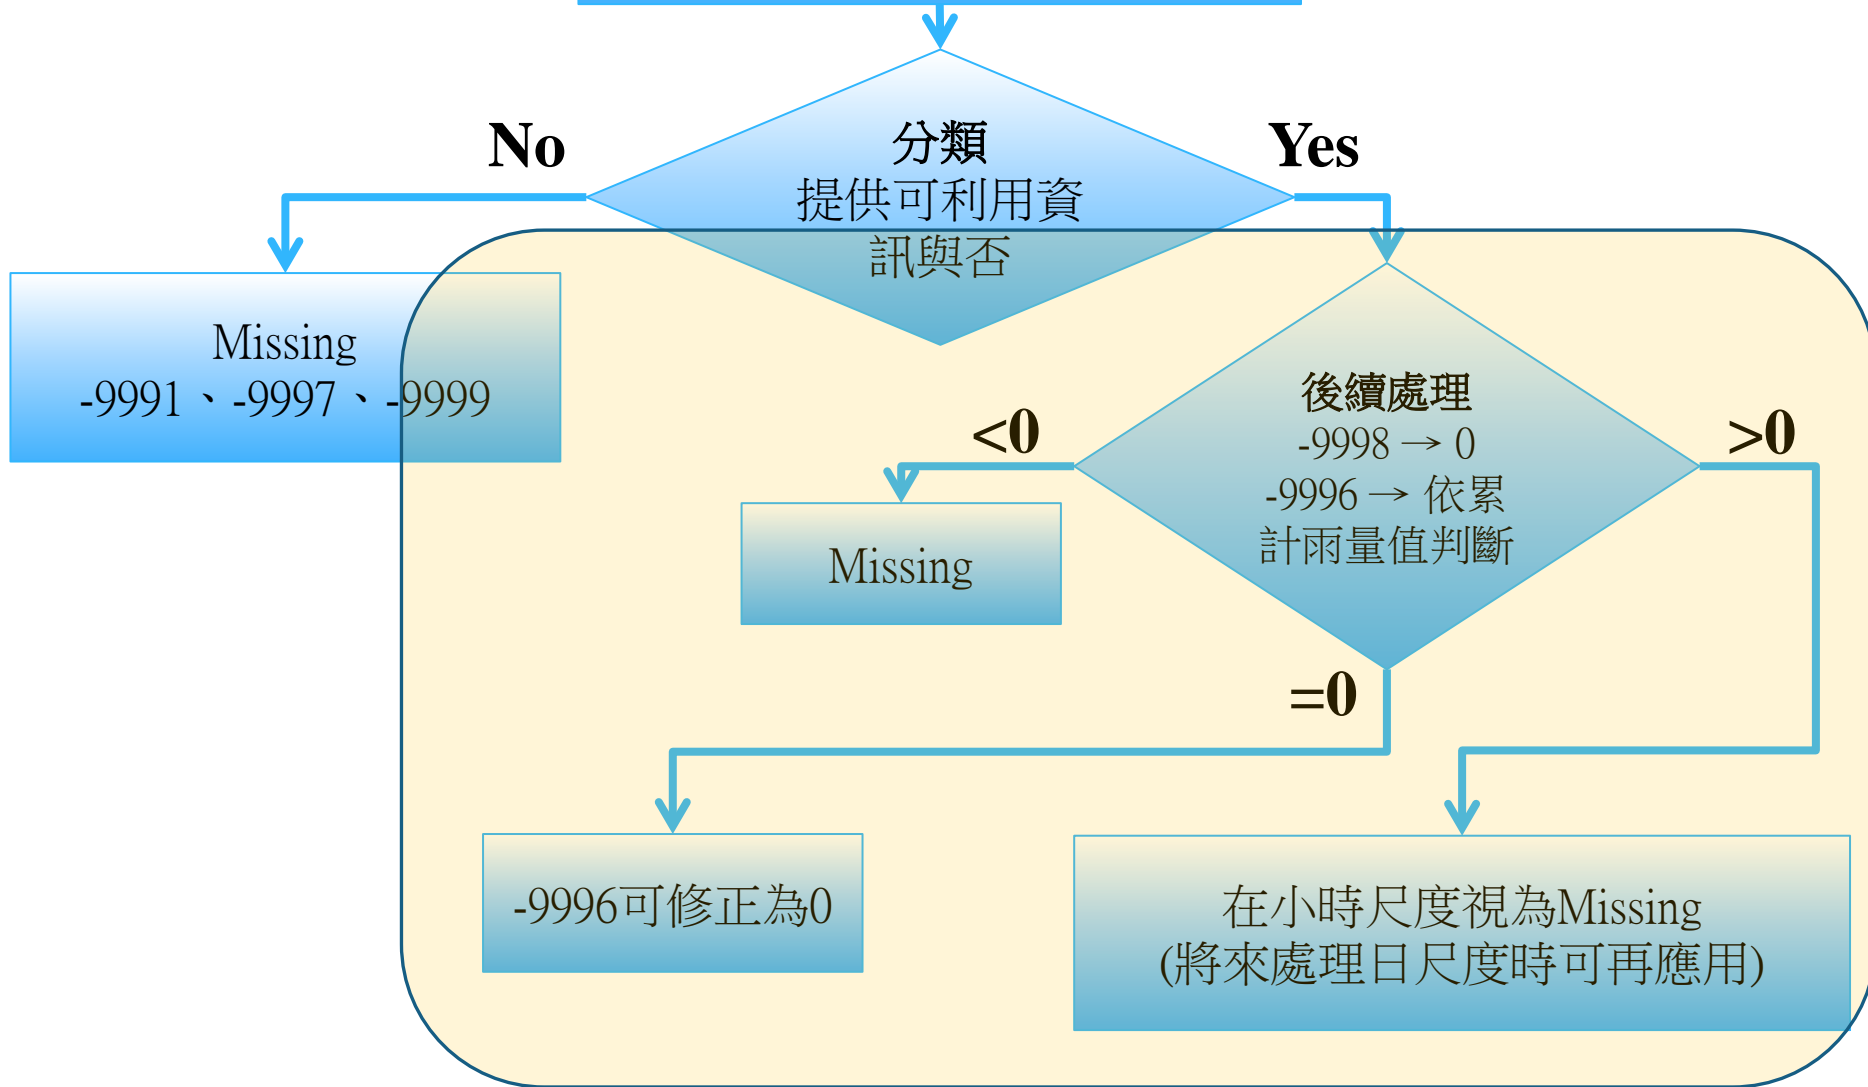 分類
提供可利用資
訊與否
No
Yes
Missing
-9991、-9997、-9999
後續處理
-9998 → 0
-9996 → 依累
計雨量值判斷
<0
>0
=0
Missing
-9996可修正為0
在小時尺度視為Missing
(將來處理日尺度時可再應用)